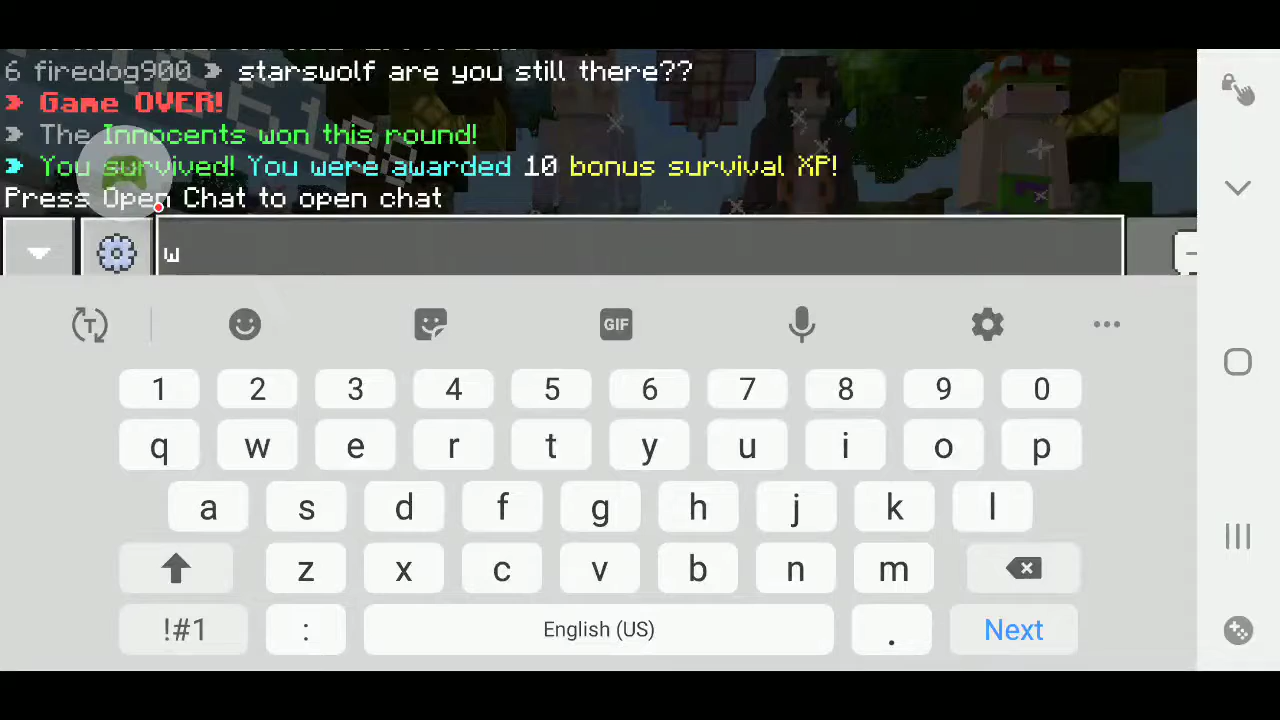 6 firedog900 » starswolf are you still there??
» Game OVER!
» The Innocents won this round!
» You survived! You were awarded 10 bonus survival XP!
Press Open Chat to open chat
w
T
GIF
1 2 3 4 5 6 7 8 9 0
q w e r t y u i o p
a s d f g h j k l
z x c v b n m
!#1 : English (US) . Next